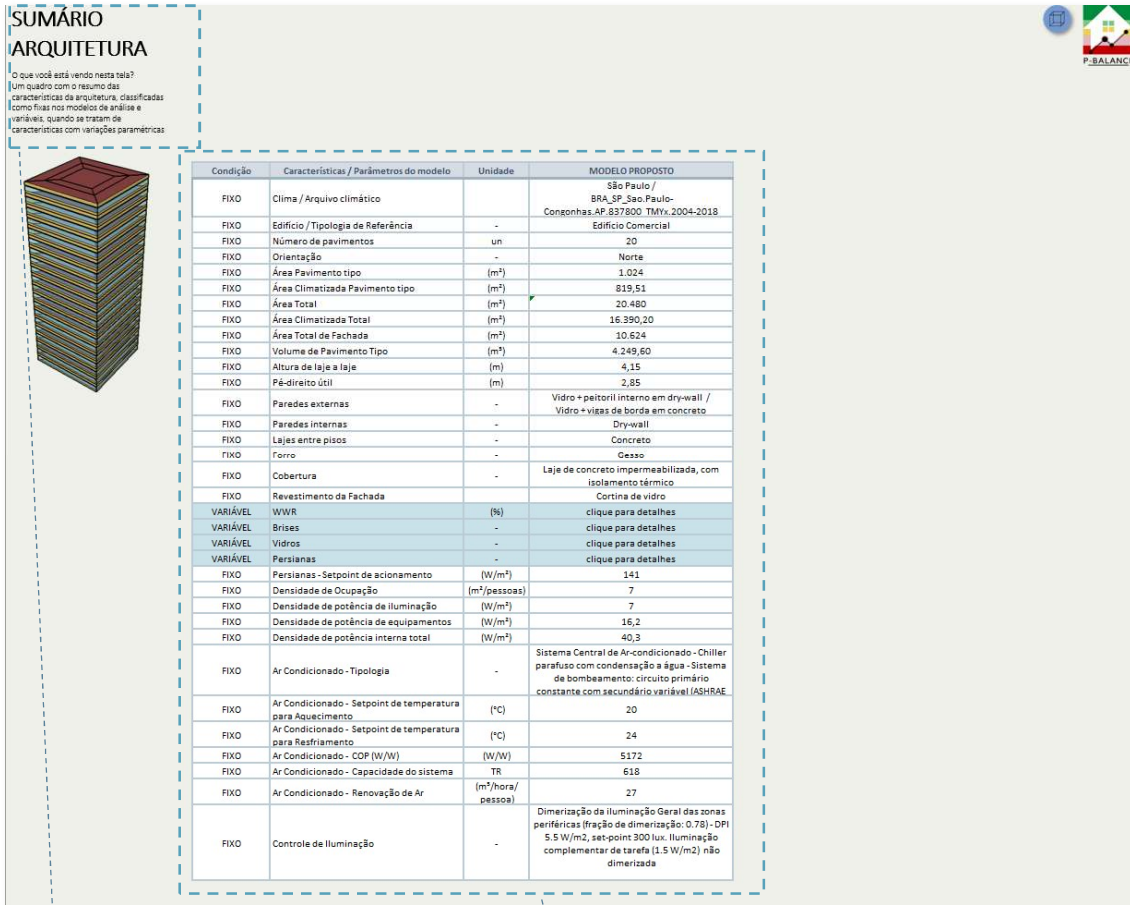 SUMÁRIO
ARQUITETURA
O que você está vendo nesta tela?
Um quadro com o resumo das
características da arquitetura, classificadas
como fixas nos modelos de análise e
variáveis, quando se tratam de
características com variações paramétricas
P-BALANC
Condição Características / Parâmetros do modelo Unidade MODELO PROPOSTO
FIXO Clima / Arquivo climático São Paulo /
BRA_SP_Sao.Paulo-
Congonhas.AP.837800_TMYx.2004-2018
FIXO Edifício / Tipologia de Referência - Edifício Comercial
FIXO Número de pavimentos un 20
FIXO Orientação - Norte
FIXO Área Pavimento tipo (m²) 1.024
FIXO Área Climatizada Pavimento tipo (m²) 819,51
FIXO Área Total (m²) 20.480
FIXO Área Climatizada Total (m²) 16.390,20
FIXO Área Total de Fachada (m²) 10.624
FIXO Volume de Pavimento Tipo (m³) 4.249,60
FIXO Altura de laje a laje (m) 4,15
FIXO Pé-direito útil (m) 2,85
FIXO Paredes externas - Vidro + peitoril interno em dry-wall /
Vidro + vigas de borda em concreto
FIXO Paredes internas - Dry-wall
FIXO Lajes entre pisos - Concreto
FIXO Forro - Gesso
FIXO Cobertura - Laje de concreto impermeabilizada, com
isolamento térmico
FIXO Revestimento da Fachada Cortina de vidro
VARIÁVEL WWR (%) clique para detalhes
VARIÁVEL Brises - clique para detalhes
VARIÁVEL Vidros - clique para detalhes
VARIÁVEL Persianas - clique para detalhes
FIXO Persianas - Setpoint de acionamento (W/m²) 141
FIXO Densidade de Ocupação (m²/pessoas) 7
FIXO Densidade de potência de iluminação (W/m²) 7
FIXO Densidade de potência de equipamentos (W/m²) 16,2
FIXO Densidade de potência interna total (W/m²) 40,3
FIXO Ar Condicionado - Tipologia - Sistema Central de Ar-condicionado - Chiller
parafuso com condensação a água - Sistema
de bombeamento: circuito primário
constante com secundário variável (ASHRAE
FIXO Ar Condicionado - Setpoint de temperatura
para Aquecimento (°C) 20
FIXO Ar Condicionado - Setpoint de temperatura
para Resfriamento (°C) 24
FIXO Ar Condicionado - COP (W/W) (W/W) 5172
FIXO Ar Condicionado - Capacidade do sistema TR 618
FIXO Ar Condicionado - Renovação de Ar (m³/hora/
pessoa) 27
FIXO Controle de Iluminação - Dimerização da iluminação Geral das zonas
periféricas (fração de dimerização: 0.78) - DPI
5.5 W/m2, set-point 300 lux. Iluminação
complementar de tarefa (1.5 W/m2) não
dimerizada